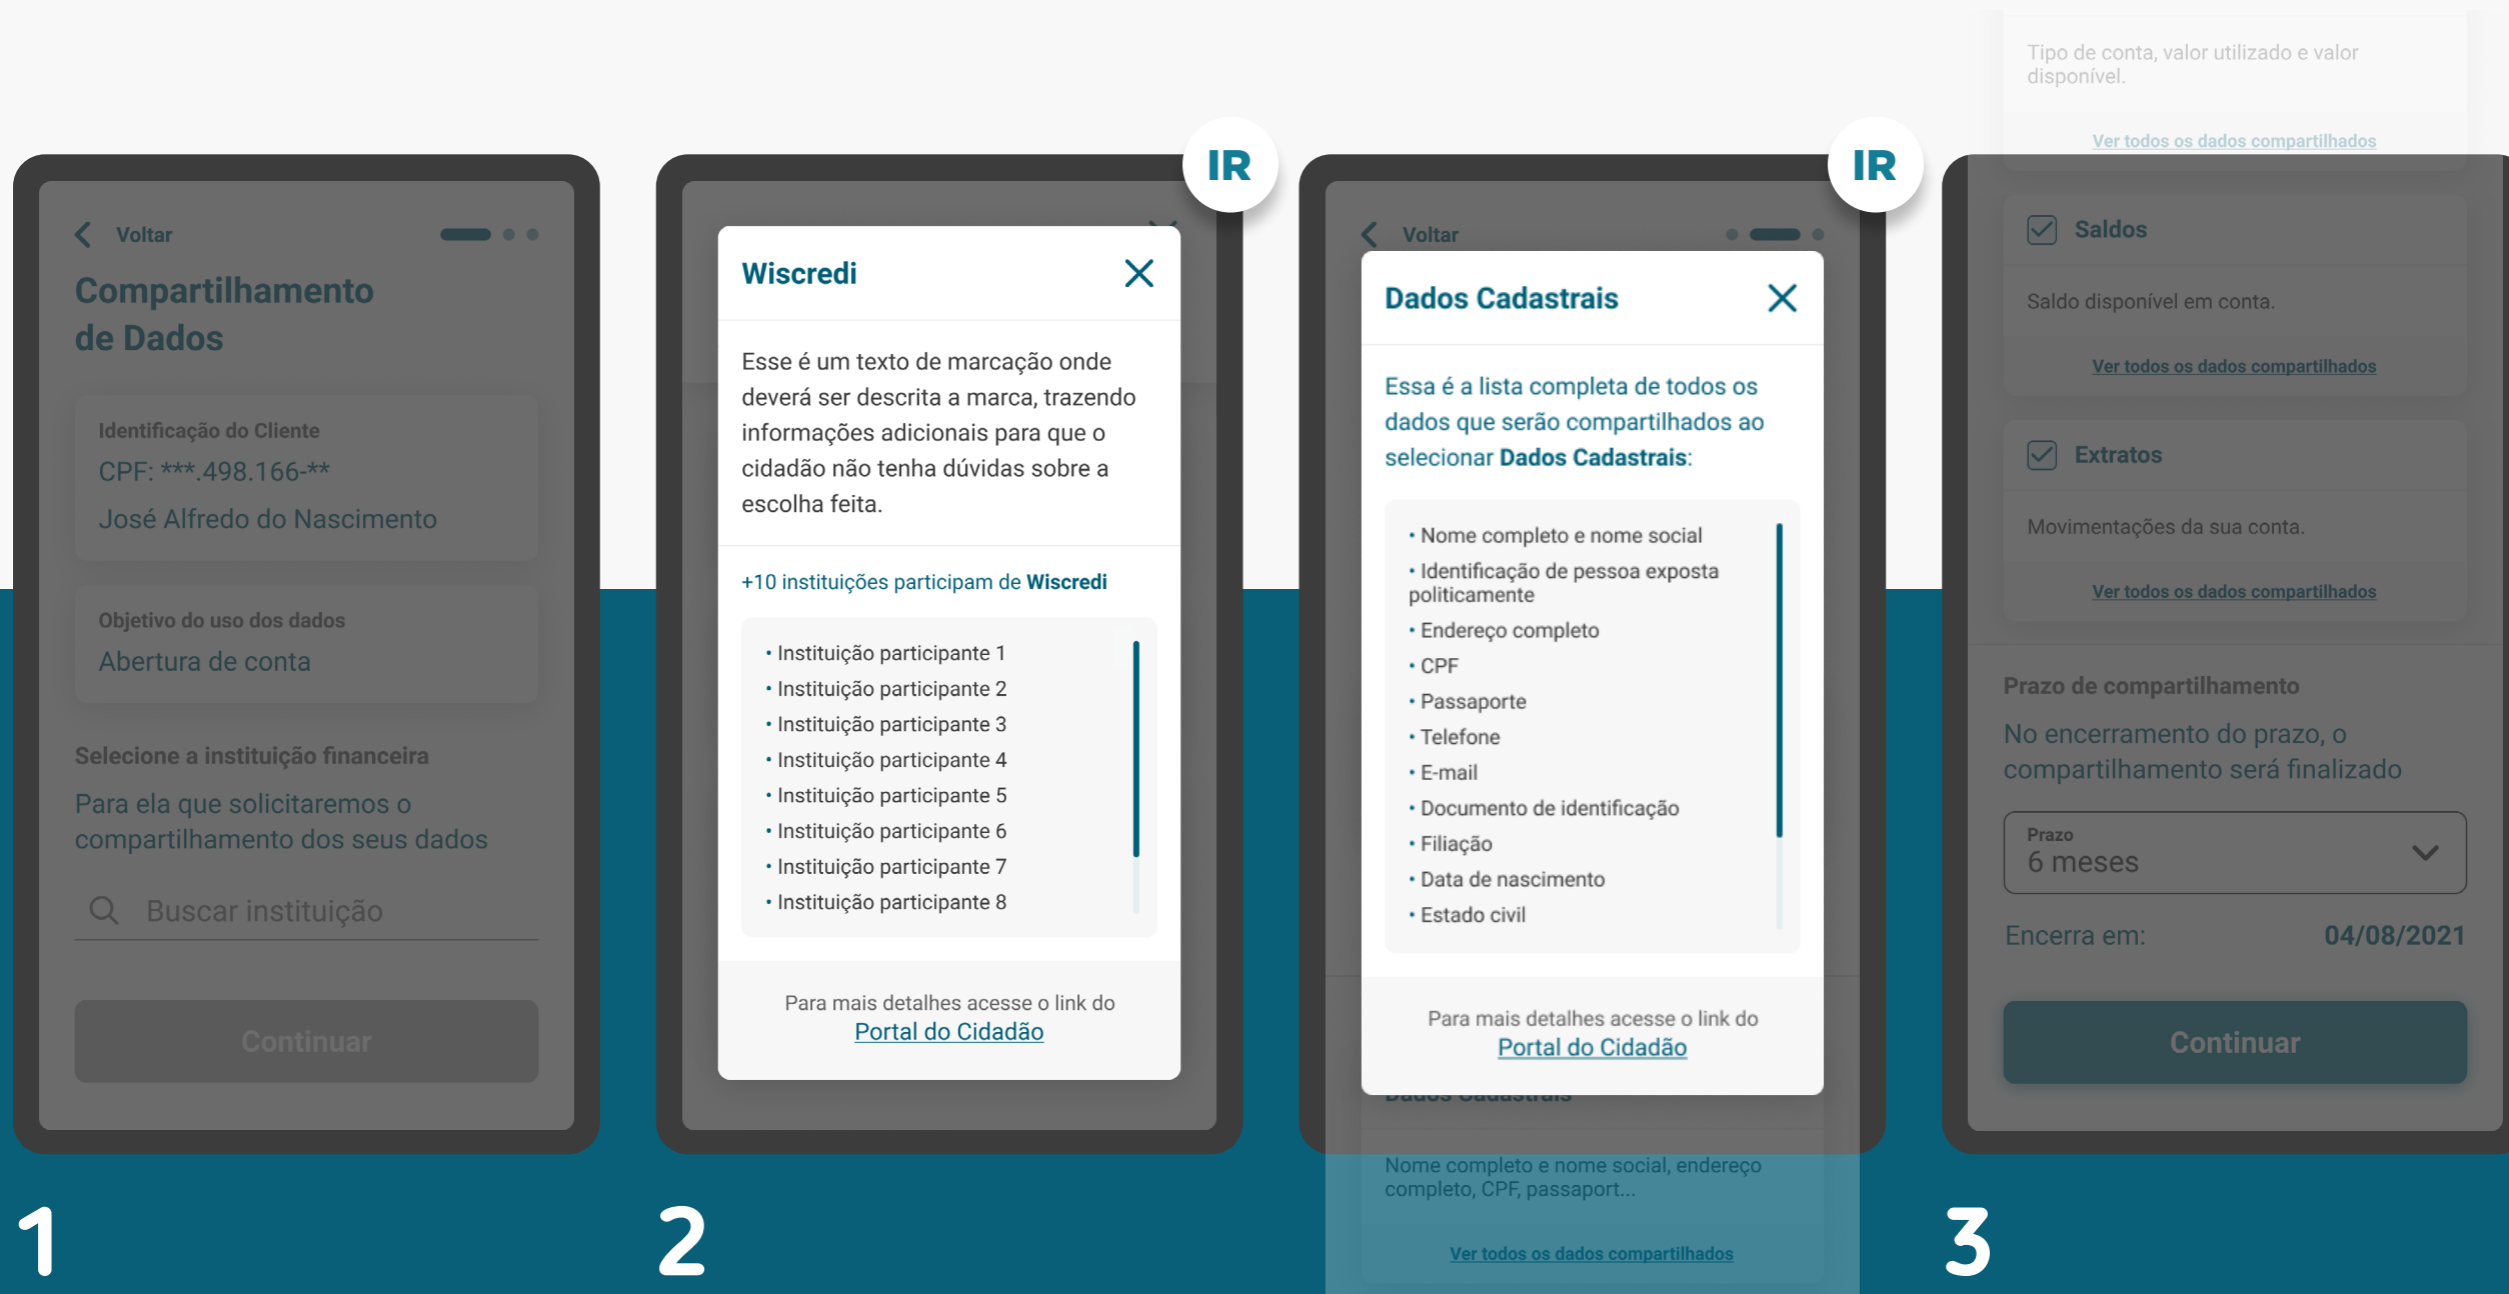 Voltar
Compartilhamento
de Dados
Identificação do Cliente
CPF: ***.498.166-**
José Alfredo do Nascimento
Objetivo do uso dos dados
Abertura de conta
Selecione a instituição financeira
Para ela que solicitaremos o
compartilhamento dos seus dados
Buscar instituição
Continuar
1
IR
Wiscredi
Esse é um texto de marcação onde
deverá ser descrita a marca, trazendo
informações adicionais para que o
cidadão não tenha dúvidas sobre a
escolha feita.
+10 instituições participam de Wiscredi
• Instituição participante 1
• Instituição participante 2
• Instituição participante 3
• Instituição participante 4
• Instituição participante 5
• Instituição participante 6
• Instituição participante 7
• Instituição participante 8
Para mais detalhes acesse o link do
Portal do Cidadão
2
IR
Voltar
Dados Cadastrais
Essa é a lista completa de todos os
dados que serão compartilhados ao
selecionar Dados Cadastrais:
• Nome completo e nome social
• Identificação de pessoa exposta
politicamente
• Endereço completo
• CPF
• Passaporte
• Telefone
• E-mail
• Documento de identificação
• Filiação
• Data de nascimento
• Estado civil
Para mais detalhes acesse o link do
Portal do Cidadão
Dados Cadastrais
Nome completo e nome social, endereço
completo, CPF, passaport...
Ver todos os dados compartilhados
Tipo de conta, valor utilizado e valor
disponível.
Ver todos os dados compartilhados
Saldos
Saldo disponível em conta.
Ver todos os dados compartilhados
Extratos
Movimentações da sua conta.
Ver todos os dados compartilhados
Prazo de compartilhamento
No encerramento do prazo, o
compartilhamento será finalizado
Prazo
6 meses
Encerra em: 04/08/2021
Continuar
3